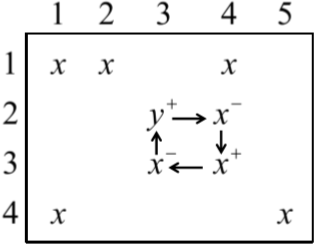 1 2 3 4 5
1 x x x
2 y⁺ → x⁻
↑ ↓
3 x⁻ ← x⁺
4 x x